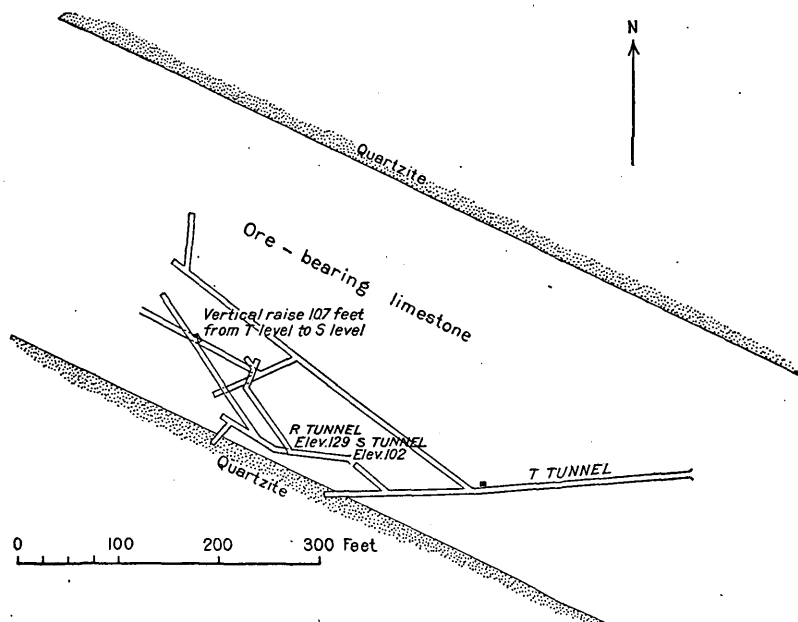 N
Quartzite
Ore-bearing limestone
Vertical raise 107 feet
from T level to S level
R TUNNEL
Elev.129
S TUNNEL
Elev.102
T TUNNEL
Quartzite
0 100 200 300 Feet